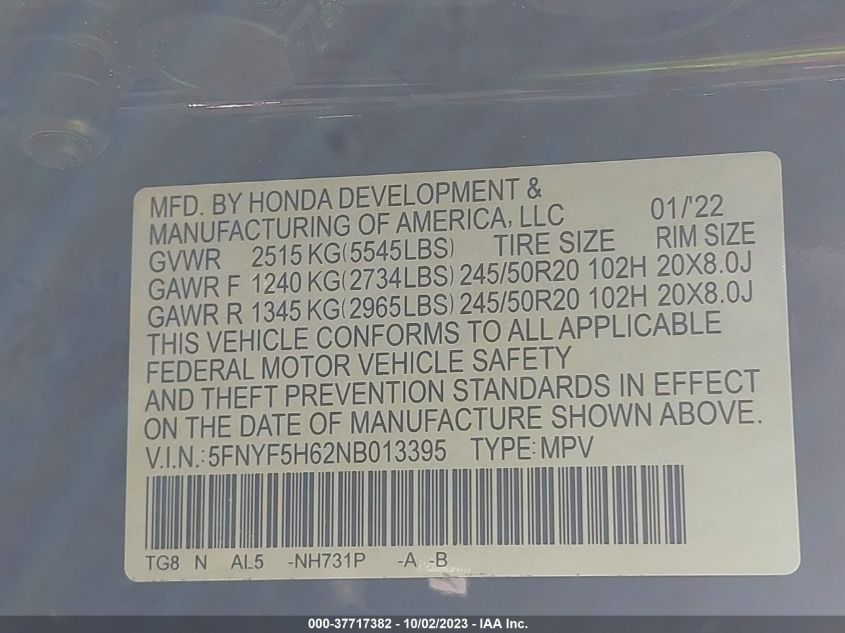 MFD. BY HONDA DEVELOPMENT &
MANUFACTURING OF AMERICA, LLC 01/'22
GVWR 2515 KG(5545LBS) TIRE SIZE RIM SIZE
GAWR F 1240 KG(2734LBS) 245/50R20 102H 20X8.0J
GAWR R 1345 KG(2965LBS) 245/50R20 102H 20X8.0J
THIS VEHICLE CONFORMS TO ALL APPLICABLE
FEDERAL MOTOR VEHICLE SAFETY
AND THEFT PREVENTION STANDARDS IN EFFECT
ON THE DATE OF MANUFACTURE SHOWN ABOVE.
V.I.N.: 5FNYF5H62NB013395 TYPE: MPV
TG8 N AL5 -NH731P -A -B
000-37717382 - 10/02/2023 - IAA Inc.